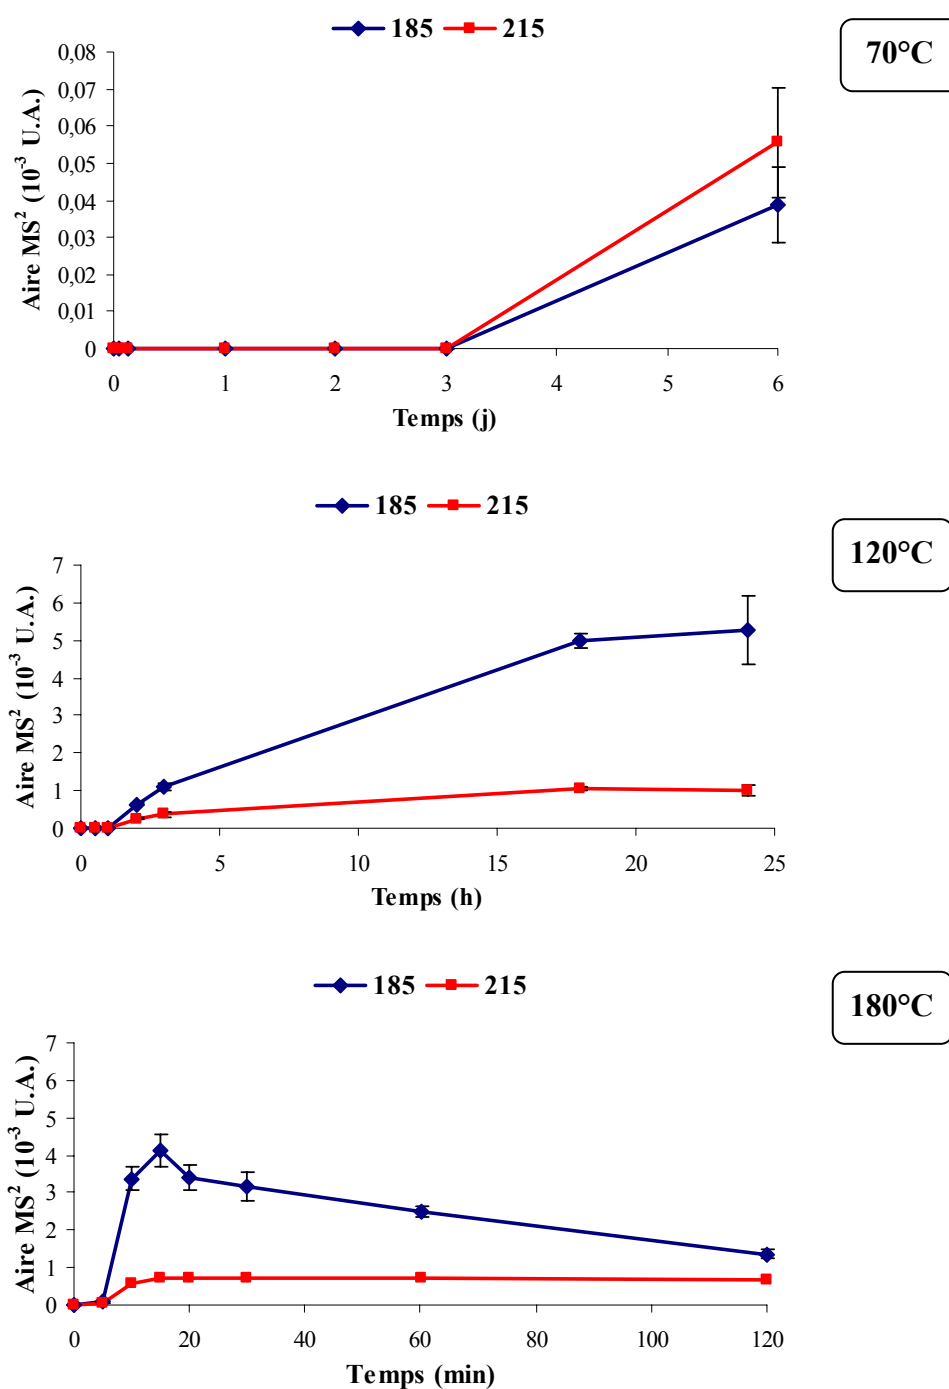 185 215
70°C
0,08
0,07
0,06
0,05
0,04
0,03
0,02
0,01
0
Aire MS² (10⁻³ U.A.)
0 1 2 3 4 5 6
Temps (j)
185 215
120°C
7
6
5
4
3
2
1
0
Aire MS² (10⁻³ U.A.)
0 5 10 15 20 25
Temps (h)
185 215
180°C
7
6
5
4
3
2
1
0
Aire MS² (10⁻³ U.A.)
0 20 40 60 80 100 120
Temps (min)